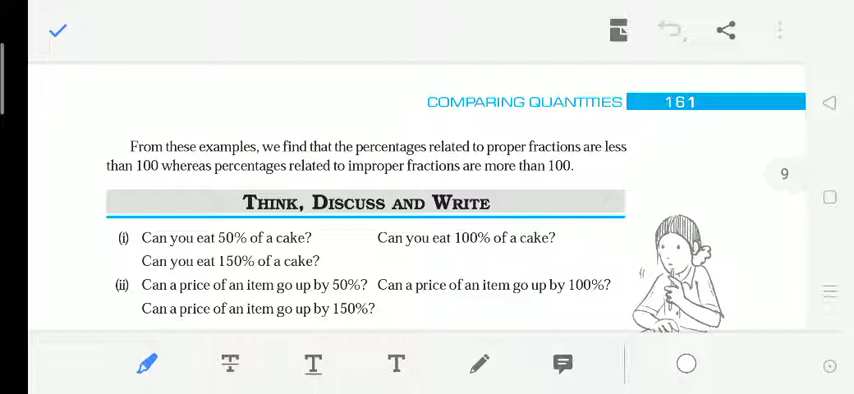 COMPARING QUANTITIES 161
From these examples, we find that the percentages related to proper fractions are less
than 100 whereas percentages related to improper fractions are more than 100.
9
THINK, DISCUSS AND WRITE
(i) Can you eat 50% of a cake? Can you eat 100% of a cake?
Can you eat 150% of a cake?
(ii) Can a price of an item go up by 50%? Can a price of an item go up by 100%?
Can a price of an item go up by 150%?